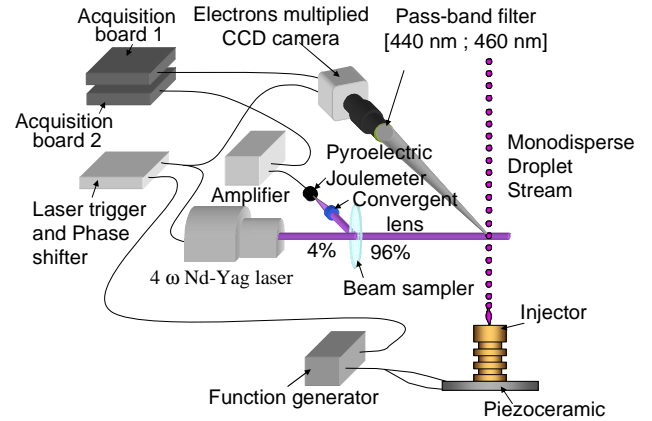 Acquisition
board 1
Electrons multiplied
CCD camera
Pass-band filter
[440 nm ; 460 nm]
Acquisition
board 2
Monodisperse
Droplet
Stream
Pyroelectric
Joulemeter
Amplifier
Convergent
lens
Laser trigger
and Phase
shifter
4%
96%
4 ω Nd-Yag laser
Beam sampler
Injector
Function generator
Piezoceramic